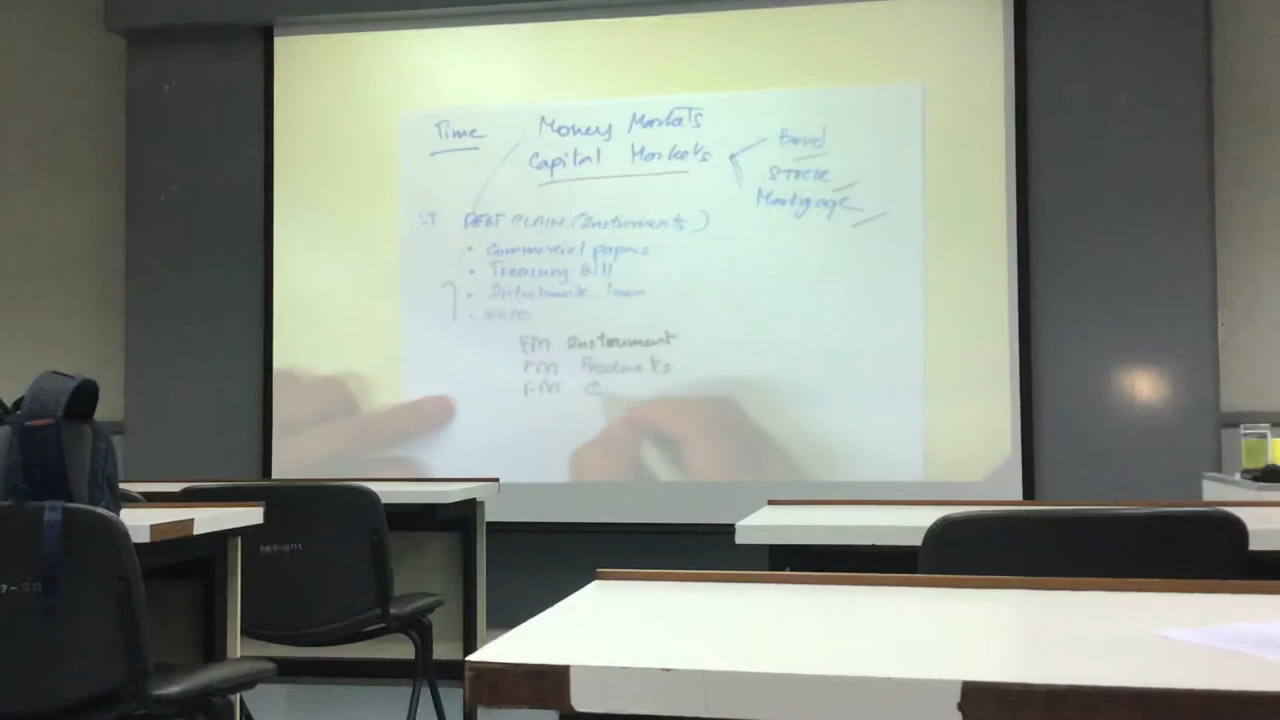 Time
Money Markets
Capital Markets
Bond
STOCK
Mortgage
ST DEBT CLAIM (Instruments)
• Commercial papers
• Treasury Bill
• Interbank loan
FM Instrument
FM Products
FM C